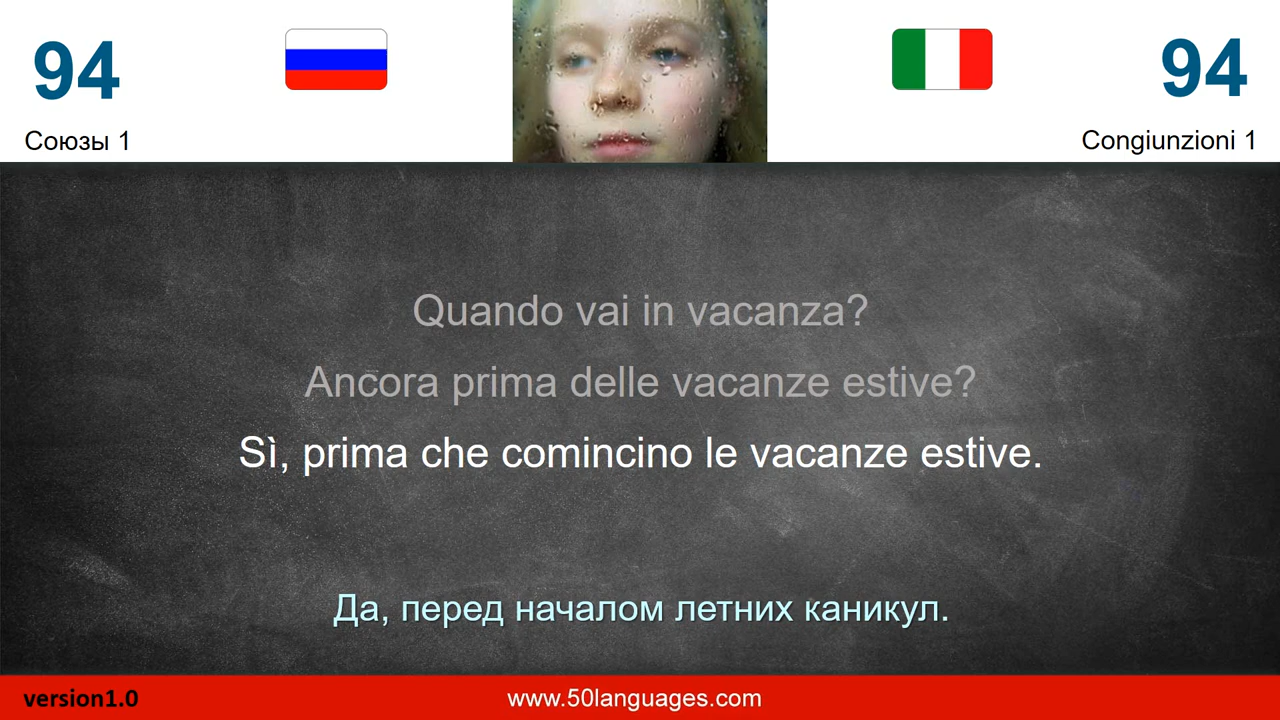 94
94
Союзы 1
Congiunzioni 1
Quando vai in vacanza?
Ancora prima delle vacanze estive?
Sì, prima che comincino le vacanze estive.
Да, перед началом летних каникул.
version1.0
www.50languages.com